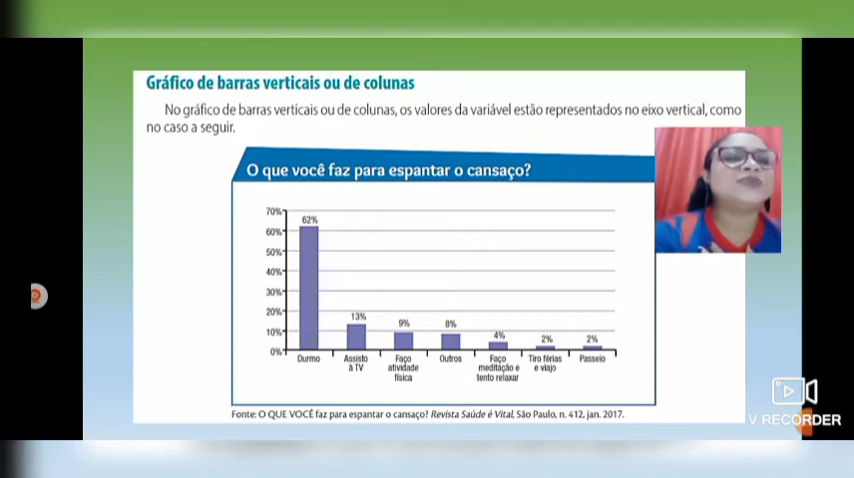 Gráfico de barras verticais ou de colunas
No gráfico de barras verticais ou de colunas, os valores da variável estão representados no eixo vertical, como
no caso a seguir.
O que você faz para espantar o cansaço?
70%
60%
50%
40%
30%
20%
10%
0%
62%
13%
9%
8%
4%
2%
2%
Durmo
Assisto
à TV
Faço
atividade
física
Outros
Faço
meditação e
tento relaxar
Tiro férias
e viajo
Passeio
Fonte: O QUE VOCÊ faz para espantar o cansaço? Revista Saúde é Vital, São Paulo, n. 412, jan. 2017.
V RECORDER